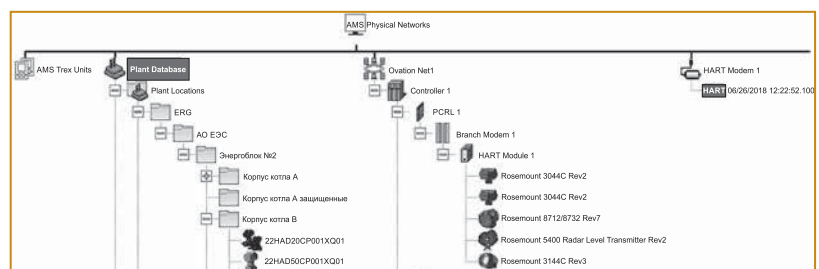 AMS Physical Networks
AMS Trex Units
Plant Database
Ovation Net1
HART Modem 1
Plant Locations
Controller 1
HART 06/26/2018 12:22:52.100
ERG
PCRL 1
АО ЕЭС
Branch Modem 1
Энергоблок №2
HART Module 1
Корпус котла А
Rosemount 3044C Rev2
Корпус котла А защищенные
Rosemount 3044C Rev2
Корпус котла В
Rosemount 8712/8732 Rev7
22HAD20CP001XQ01
Rosemount 5400 Radar Level Transmitter Rev2
22HAD50CP001XQ01
Rosemount 3144C Rev3